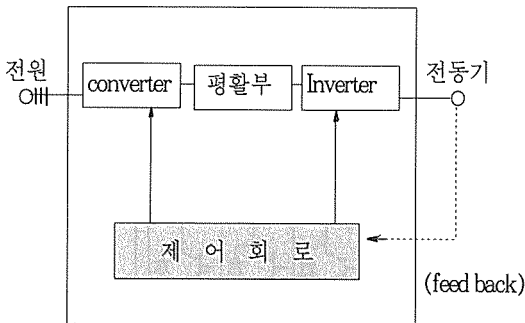 전원
converter
평활부
Inverter
전동기
제 어 회 로
(feed back)